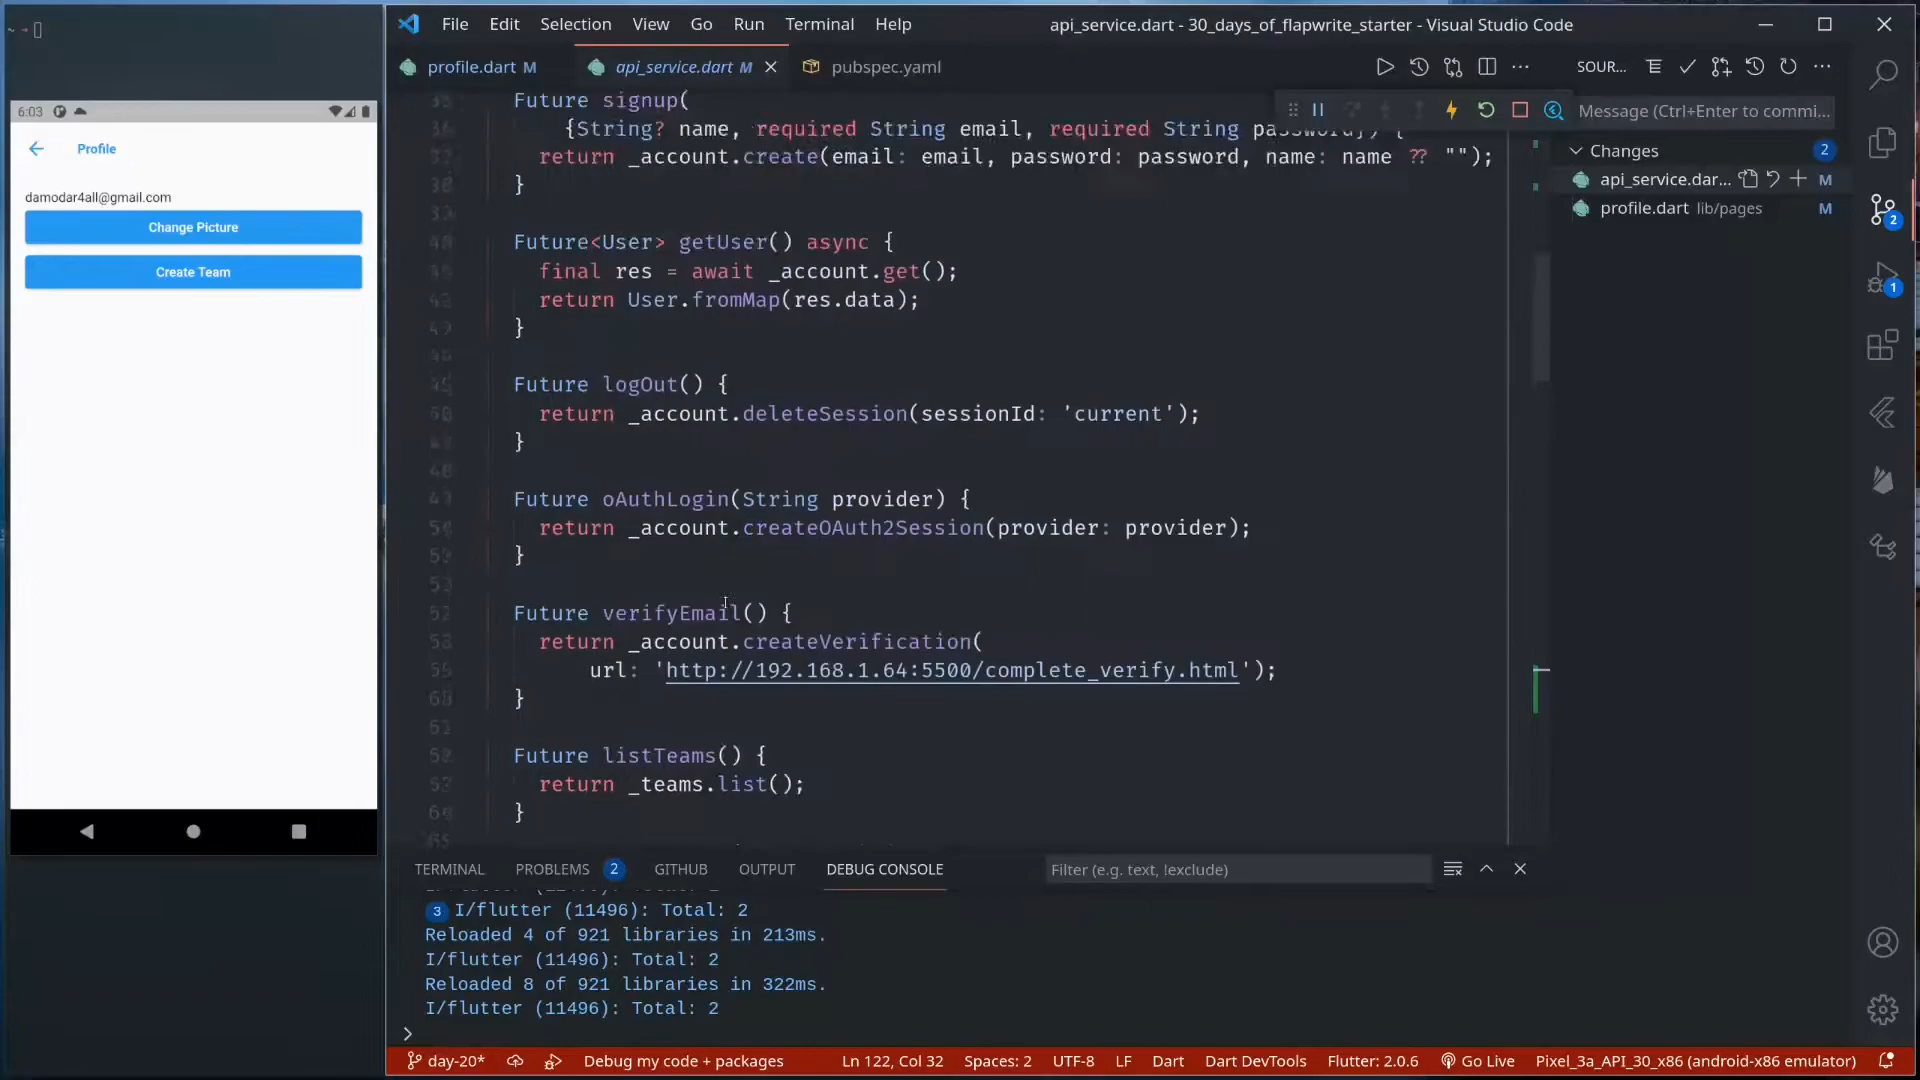 ~ → []
6:03
Profile
damodar4all@gmail.com
Change Picture
Create Team
File Edit Selection View Go Run Terminal Help
api_service.dart - 30_days_of_flapwrite_starter - Visual Studio Code
profile.dart M
api_service.dart M
pubspec.yaml
SOUR...
Message (Ctrl+Enter to commi...
Changes 2
api_service.dar... M
profile.dart lib/pages M
2
1
Future signup(
{String? name, required String email, required String password}) {
return _account.create(email: email, password: password, name: name ?? "");
}
Future<User> getUser() async {
final res = await _account.get();
return User.fromMap(res.data);
}
Future logOut() {
return _account.deleteSession(sessionId: 'current');
}
Future oAuthLogin(String provider) {
return _account.createOAuth2Session(provider: provider);
}
Future verifyEmail() {
return _account.createVerification(
url: 'http://192.168.1.64:5500/complete_verify.html');
}
Future listTeams() {
return _teams.list();
}
TERMINAL PROBLEMS 2 GITHUB OUTPUT DEBUG CONSOLE
Filter (e.g. text, !exclude)
3 I/flutter (11496): Total: 2
Reloaded 4 of 921 libraries in 213ms.
I/flutter (11496): Total: 2
Reloaded 8 of 921 libraries in 322ms.
I/flutter (11496): Total: 2
>
day-20* Debug my code + packages Ln 122, Col 32 Spaces: 2 UTF-8 LF Dart Dart DevTools Flutter: 2.0.6 Go Live Pixel_3a_API_30_x86 (android-x86 emulator)